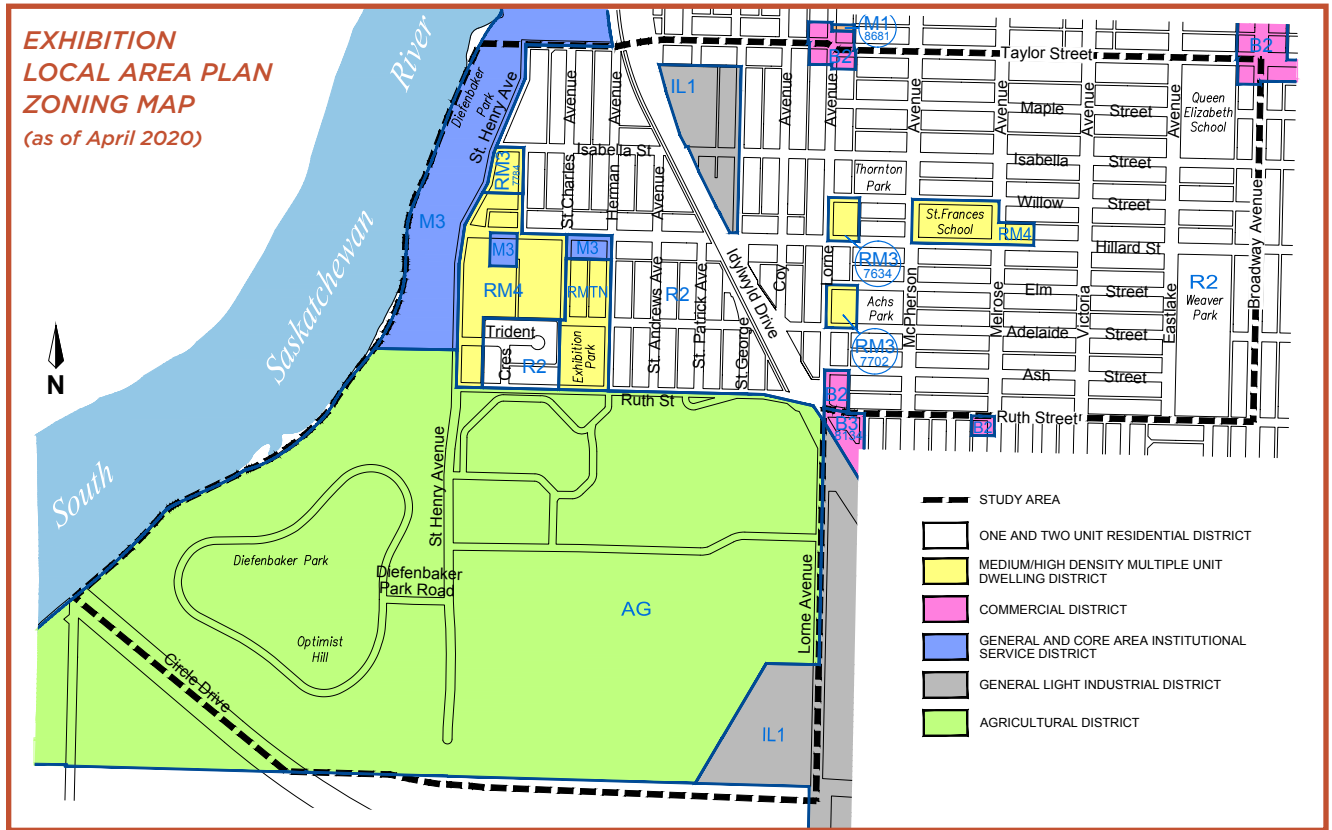 EXHIBITION
LOCAL AREA PLAN
ZONING MAP
(as of April 2020)
River
Saskatchewan
South
N
Diefenbaker
Park
St. Henry Ave
M3
RM3
7784
M3
M3
RM4
RMTN
Trident
Cres
R2
Exhibition
Park
Avenue
Avenue
Isabella St
St.Charles
Herman
Avenue
St. Andrews Ave
St. Patrick Ave
R2
St.George
Idylwyld Drive
IL1
Avenue
Coy
Avenue
Lorne
M1
8681
B2
Taylor Street
B2
Avenue
McPherson
Avenue
Melrose
Avenue
Victoria
Avenue
Eastlake
Broadway Avenue
Maple
Street
Isabella
Street
Willow
Street
Hillard St
Elm
Street
Adelaide
Street
Ash
Street
Queen
Elizabeth
School
Thornton
Park
St.Frances
School
RM4
RM3
7634
Achs
Park
RM3
7702
R2
Weaver
Park
B2
Ruth St
Ruth Street
B3
8134
B2
St Henry Avenue
Diefenbaker Park
Diefenbaker
Park Road
Optimist
Hill
Circle Drive
AG
Lorne Avenue
IL1
STUDY AREA
ONE AND TWO UNIT RESIDENTIAL DISTRICT
MEDIUM/HIGH DENSITY MULTIPLE UNIT
DWELLING DISTRICT
COMMERCIAL DISTRICT
GENERAL AND CORE AREA INSTITUTIONAL
SERVICE DISTRICT
GENERAL LIGHT INDUSTRIAL DISTRICT
AGRICULTURAL DISTRICT